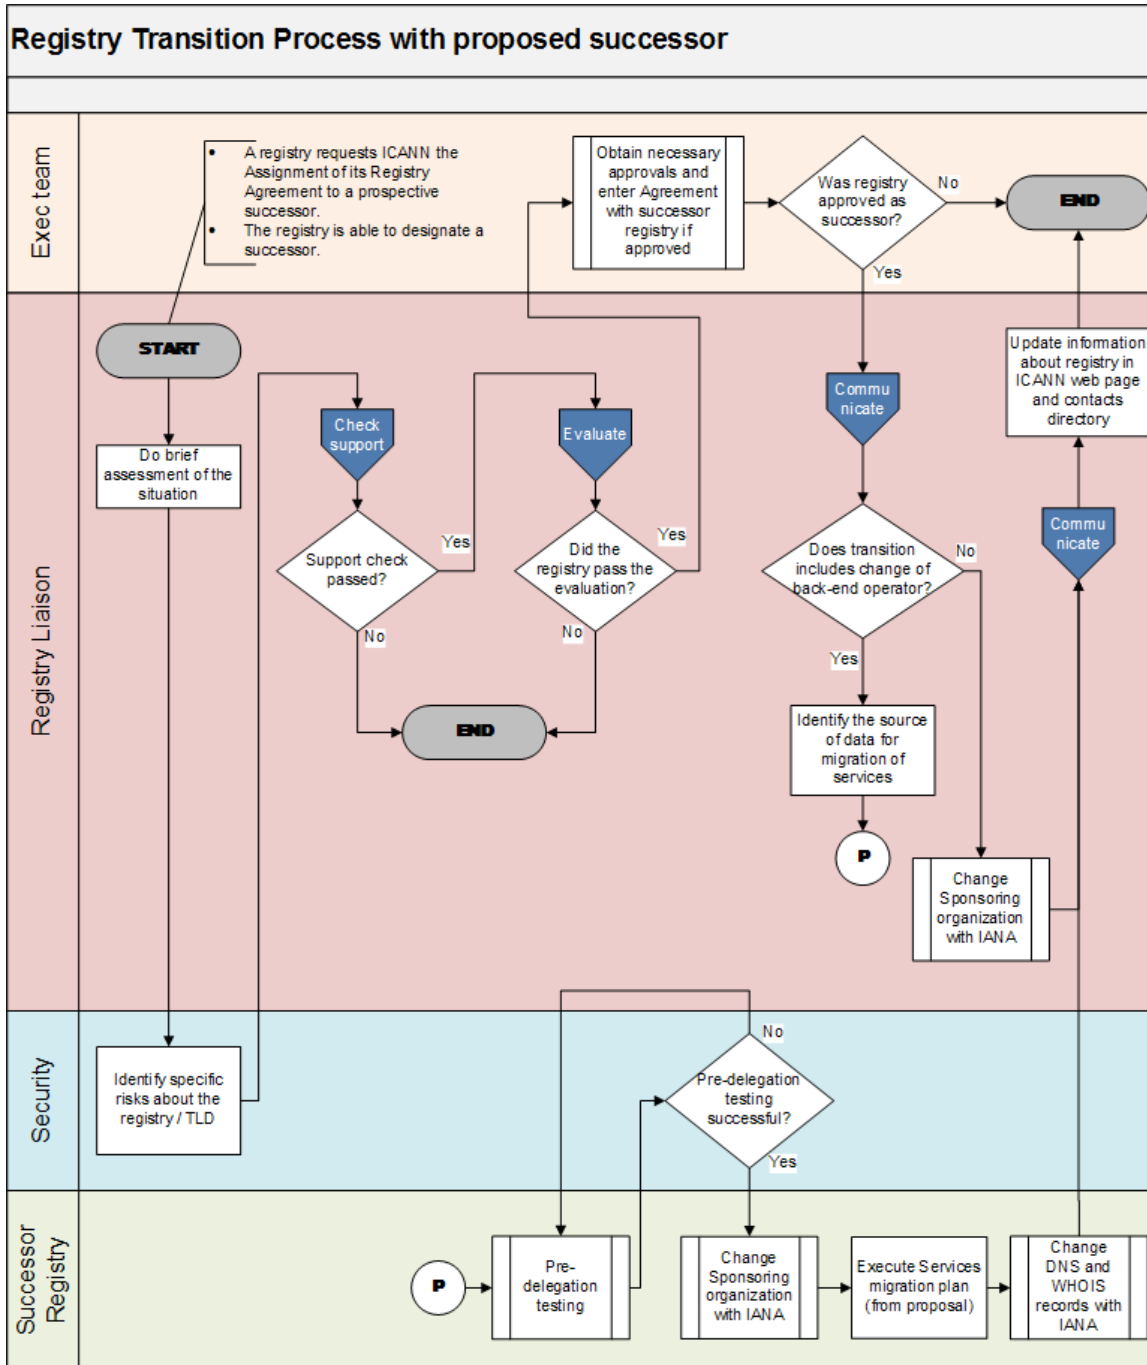 Registry Transition Process with proposed successor
Exec team
• A registry requests ICANN the
Assignment of its Registry
Agreement to a prospective
successor.
• The registry is able to designate a
successor.
Obtain necessary
approvals and
enter Agreement
with successor
registry if
approved
Was registry
approved as
successor?
No
END
Yes
Registry Liaison
START
Do brief
assessment of the
situation
Check
support
Support check
passed?
Yes
No
Evaluate
Did the
registry pass the
evaluation?
Yes
No
END
Commu
nicate
Does transition
includes change of
back-end operator?
No
Yes
Identify the source
of data for
migration of
services
P
Change
Sponsoring
organization
with IANA
Update information
about registry in
ICANN web page
and contacts
directory
Commu
nicate
Security
Identify specific
risks about the
registry / TLD
No
Pre-delegation
testing
successful?
Yes
Successor
Registry
P
Pre-
delegation
testing
Change
Sponsoring
organization
with IANA
Execute Services
migration plan
(from proposal)
Change
DNS and
WHOIS
records with
IANA